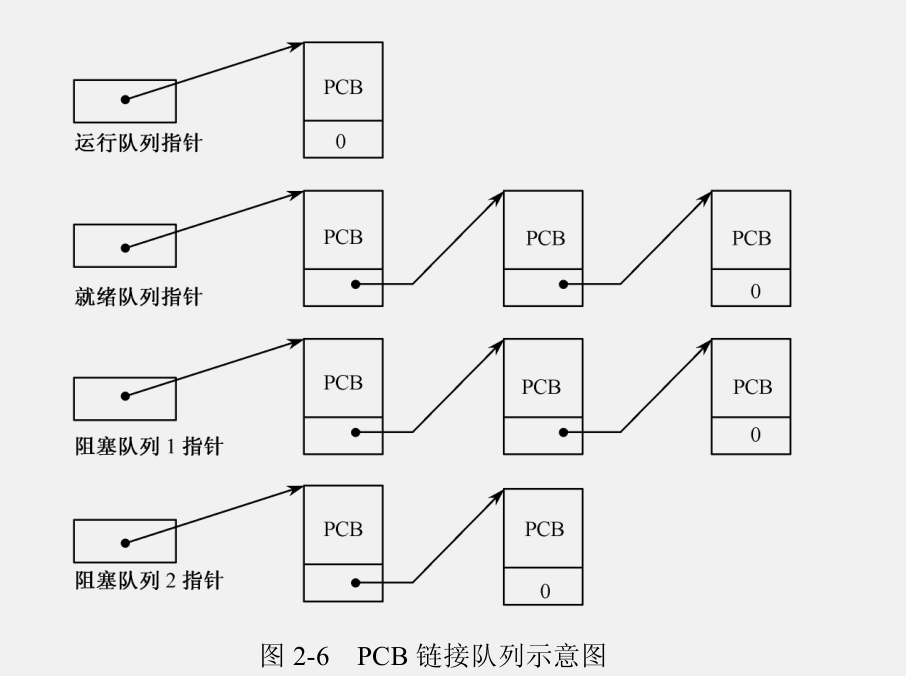 PCB
0
运行队列指针
PCB PCB PCB
0
就绪队列指针
PCB PCB PCB
0
阻塞队列 1 指针
PCB PCB
0
阻塞队列 2 指针
图 2-6 PCB 链接队列示意图